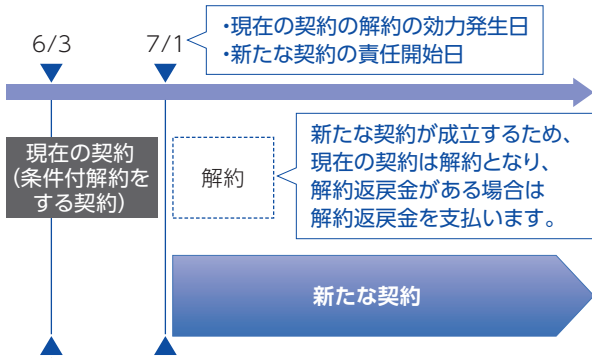 6/3
7/1
・現在の契約の解約の効力発生日
・新たな契約の責任開始日
現在の契約
(条件付解約を
する契約)
解約
新たな契約が成立するため、
現在の契約は解約となり、
解約返戻金がある場合は
解約返戻金を支払います。
新たな契約